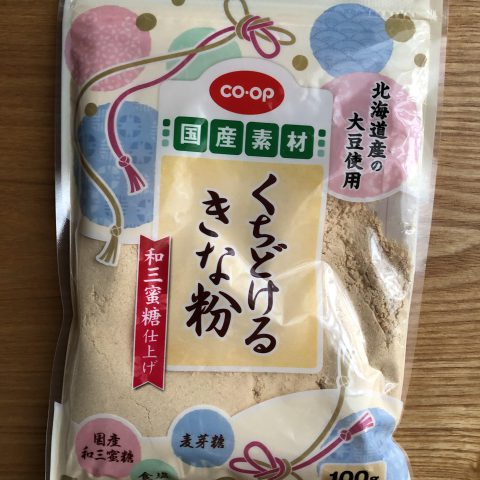 CO·OP
国産素材
北海道産の
大豆使用
くちどける
きな粉
和三蜜糖仕上げ
国産
和三蜜糖
麦芽糖
食塩
100g